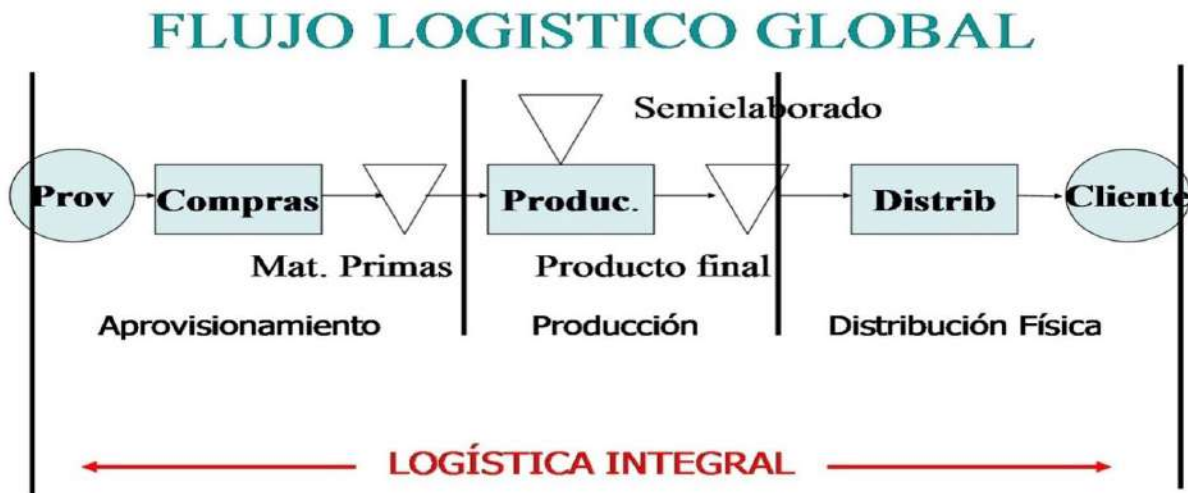 FLUJO LOGISTICO GLOBAL
Semielaborado
Prov
Compras
Produc.
Distrib
Cliente
Mat. Primas
Producto final
Aprovisionamiento
Producción
Distribución Física
LOGÍSTICA INTEGRAL